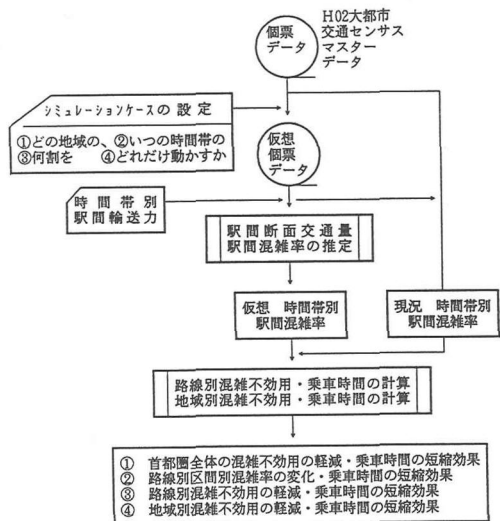 個票
データ
H02大都市
交通センサス
マスター
データ
シミュレーションケースの設定
①どの地域の、②いつの時間帯の
③何割を　④どれだけ動かすか
仮想
個票
データ
時間帯別
駅間輸送力
駅間断面交通量
駅間混雑率の推定
仮想　時間帯別
駅間混雑率
現況　時間帯別
駅間混雑率
路線別混雑不効用・乗車時間の計算
地域別混雑不効用・乗車時間の計算
①　首都圏全体の混雑不効用の軽減・乗車時間の短縮効果
②　路線別区間別混雑率の変化・乗車時間の短縮効果
③　路線別混雑不効用の軽減・乗車時間の短縮効果
④　地域別混雑不効用の軽減・乗車時間の短縮効果